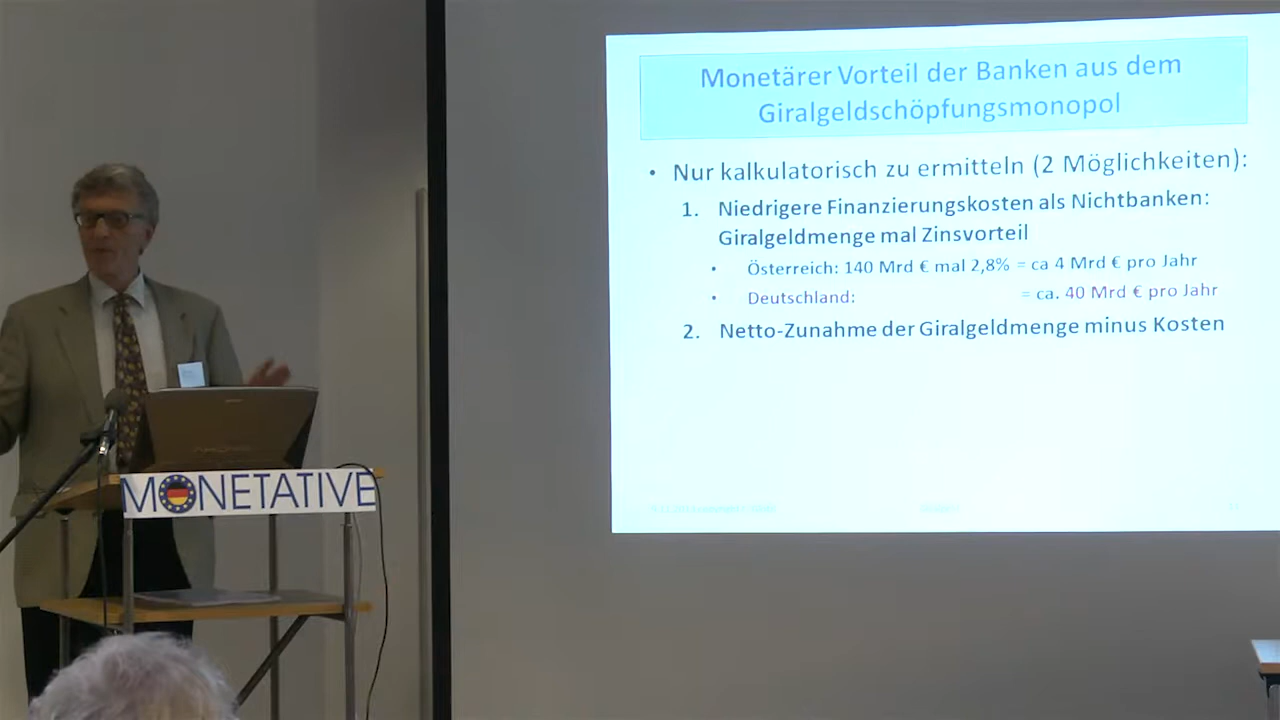 Monetärer Vorteil der Banken aus dem
Giralgeldschöpfungsmonopol
• Nur kalkulatorisch zu ermitteln (2 Möglichkeiten):
1. Niedrigere Finanzierungskosten als Nichtbanken:
Giralgeldmenge mal Zinsvorteil
• Österreich: 140 Mrd € mal 2,8% = ca 4 Mrd € pro Jahr
• Deutschland: = ca. 40 Mrd € pro Jahr
2. Netto-Zunahme der Giralgeldmenge minus Kosten
MONETATIVE